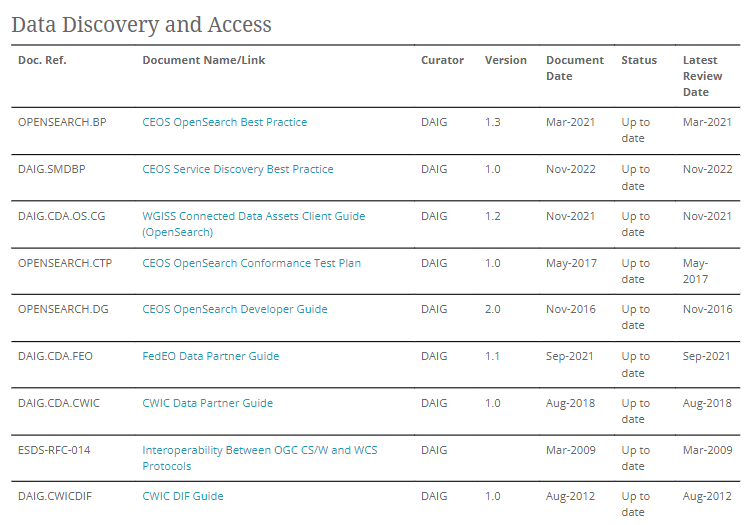 Data Discovery and Access
Doc. Ref. Document Name/Link Curator Version Document Date Status Latest Review Date
OPENSEARCH.BP CEOS OpenSearch Best Practice DAIG 1.3 Mar-2021 Up to date Mar-2021
DAIG.SMDBP CEOS Service Discovery Best Practice DAIG 1.0 Nov-2022 Up to date Nov-2022
DAIG.CDA.OS.CG WGISS Connected Data Assets Client Guide (OpenSearch) DAIG 1.2 Nov-2021 Up to date Nov-2021
OPENSEARCH.CTP CEOS OpenSearch Conformance Test Plan DAIG 1.0 May-2017 Up to date May-2017
OPENSEARCH.DG CEOS OpenSearch Developer Guide DAIG 2.0 Nov-2016 Up to date Nov-2016
DAIG.CDA.FEO FedEO Data Partner Guide DAIG 1.1 Sep-2021 Up to date Sep-2021
DAIG.CDA.CWIC CWIC Data Partner Guide DAIG 1.0 Aug-2018 Up to date Aug-2018
ESDS-RFC-014 Interoperability Between OGC CS/W and WCS Protocols DAIG Mar-2009 Up to date Mar-2009
DAIG.CWICDIF CWIC DIF Guide DAIG 1.0 Aug-2012 Up to date Aug-2012